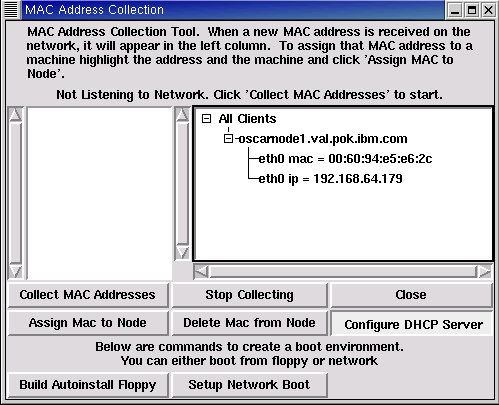 MAC Address Collection
MAC Address Collection Tool. When a new MAC address is received on the
network, it will appear in the left column. To assign that MAC address to a
machine highlight the address and the machine and click 'Assign MAC to
Node'.
Not Listening to Network. Click 'Collect MAC Addresses' to start.
All Clients
oscarnode1.val.pok.ibm.com
eth0 mac = 00:60:94:e5:e6:2c
eth0 ip = 192.168.64.179
Collect MAC Addresses
Stop Collecting
Close
Assign Mac to Node
Delete Mac from Node
Configure DHCP Server
Below are commands to create a boot environment.
You can either boot from floppy or network
Build Autoinstall Floppy
Setup Network Boot